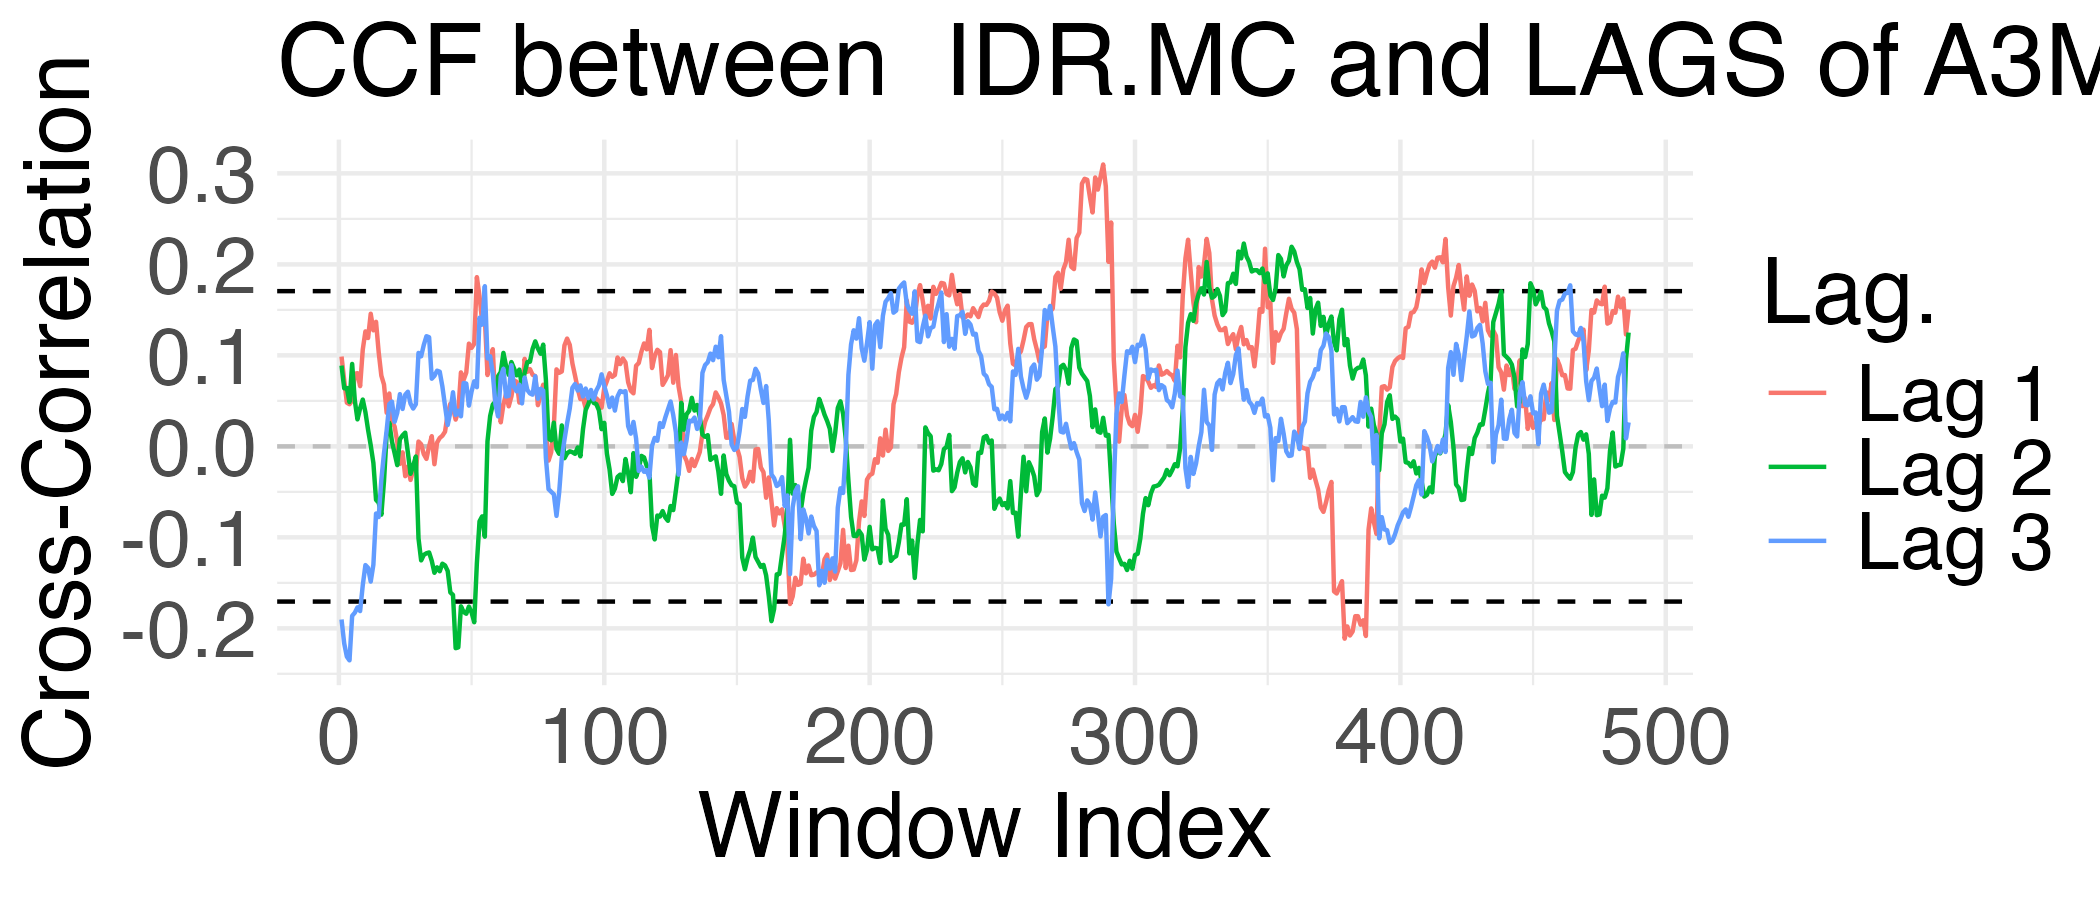 CCF between  IDR.MC and LAGS of A3M
Cross-Correlation
0.3
0.2
0.1
0.0
-0.1
-0.2
0 100 200 300 400 500
Window Index
Lag.
Lag 1
Lag 2
Lag 3